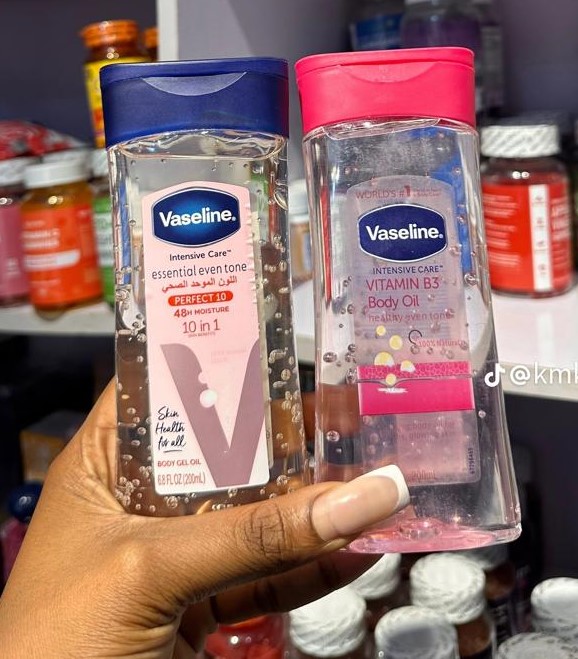 Vaseline.
Intensive Care™
essential even tone
اللون الموحد الصحي
PERFECT 10
48H MOISTURE
10 in 1
Skin
Health
for all
BODY GEL OIL
6.8 FL OZ (200mL)
WORLD'S #1
Vaseline.
INTENSIVE CARE™
VITAMIN B3
Body Oil
healthy even tone
100% Natural
@kml